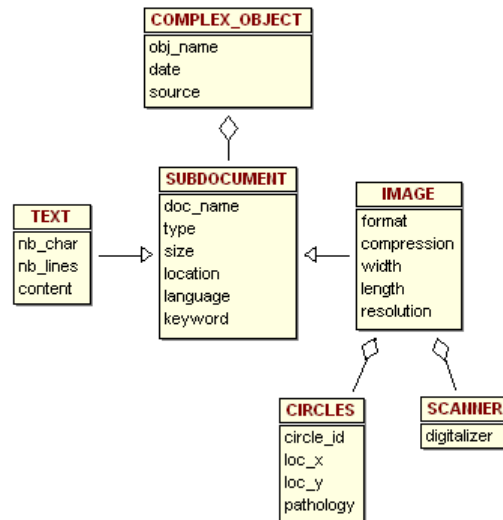 COMPLEX_OBJECT
obj_name
date
source
SUBDOCUMENT
doc_name
type
size
location
language
keyword
TEXT
nb_char
nb_lines
content
IMAGE
format
compression
width
length
resolution
CIRCLES
circle_id
loc_x
loc_y
pathology
SCANNER
digitalizer